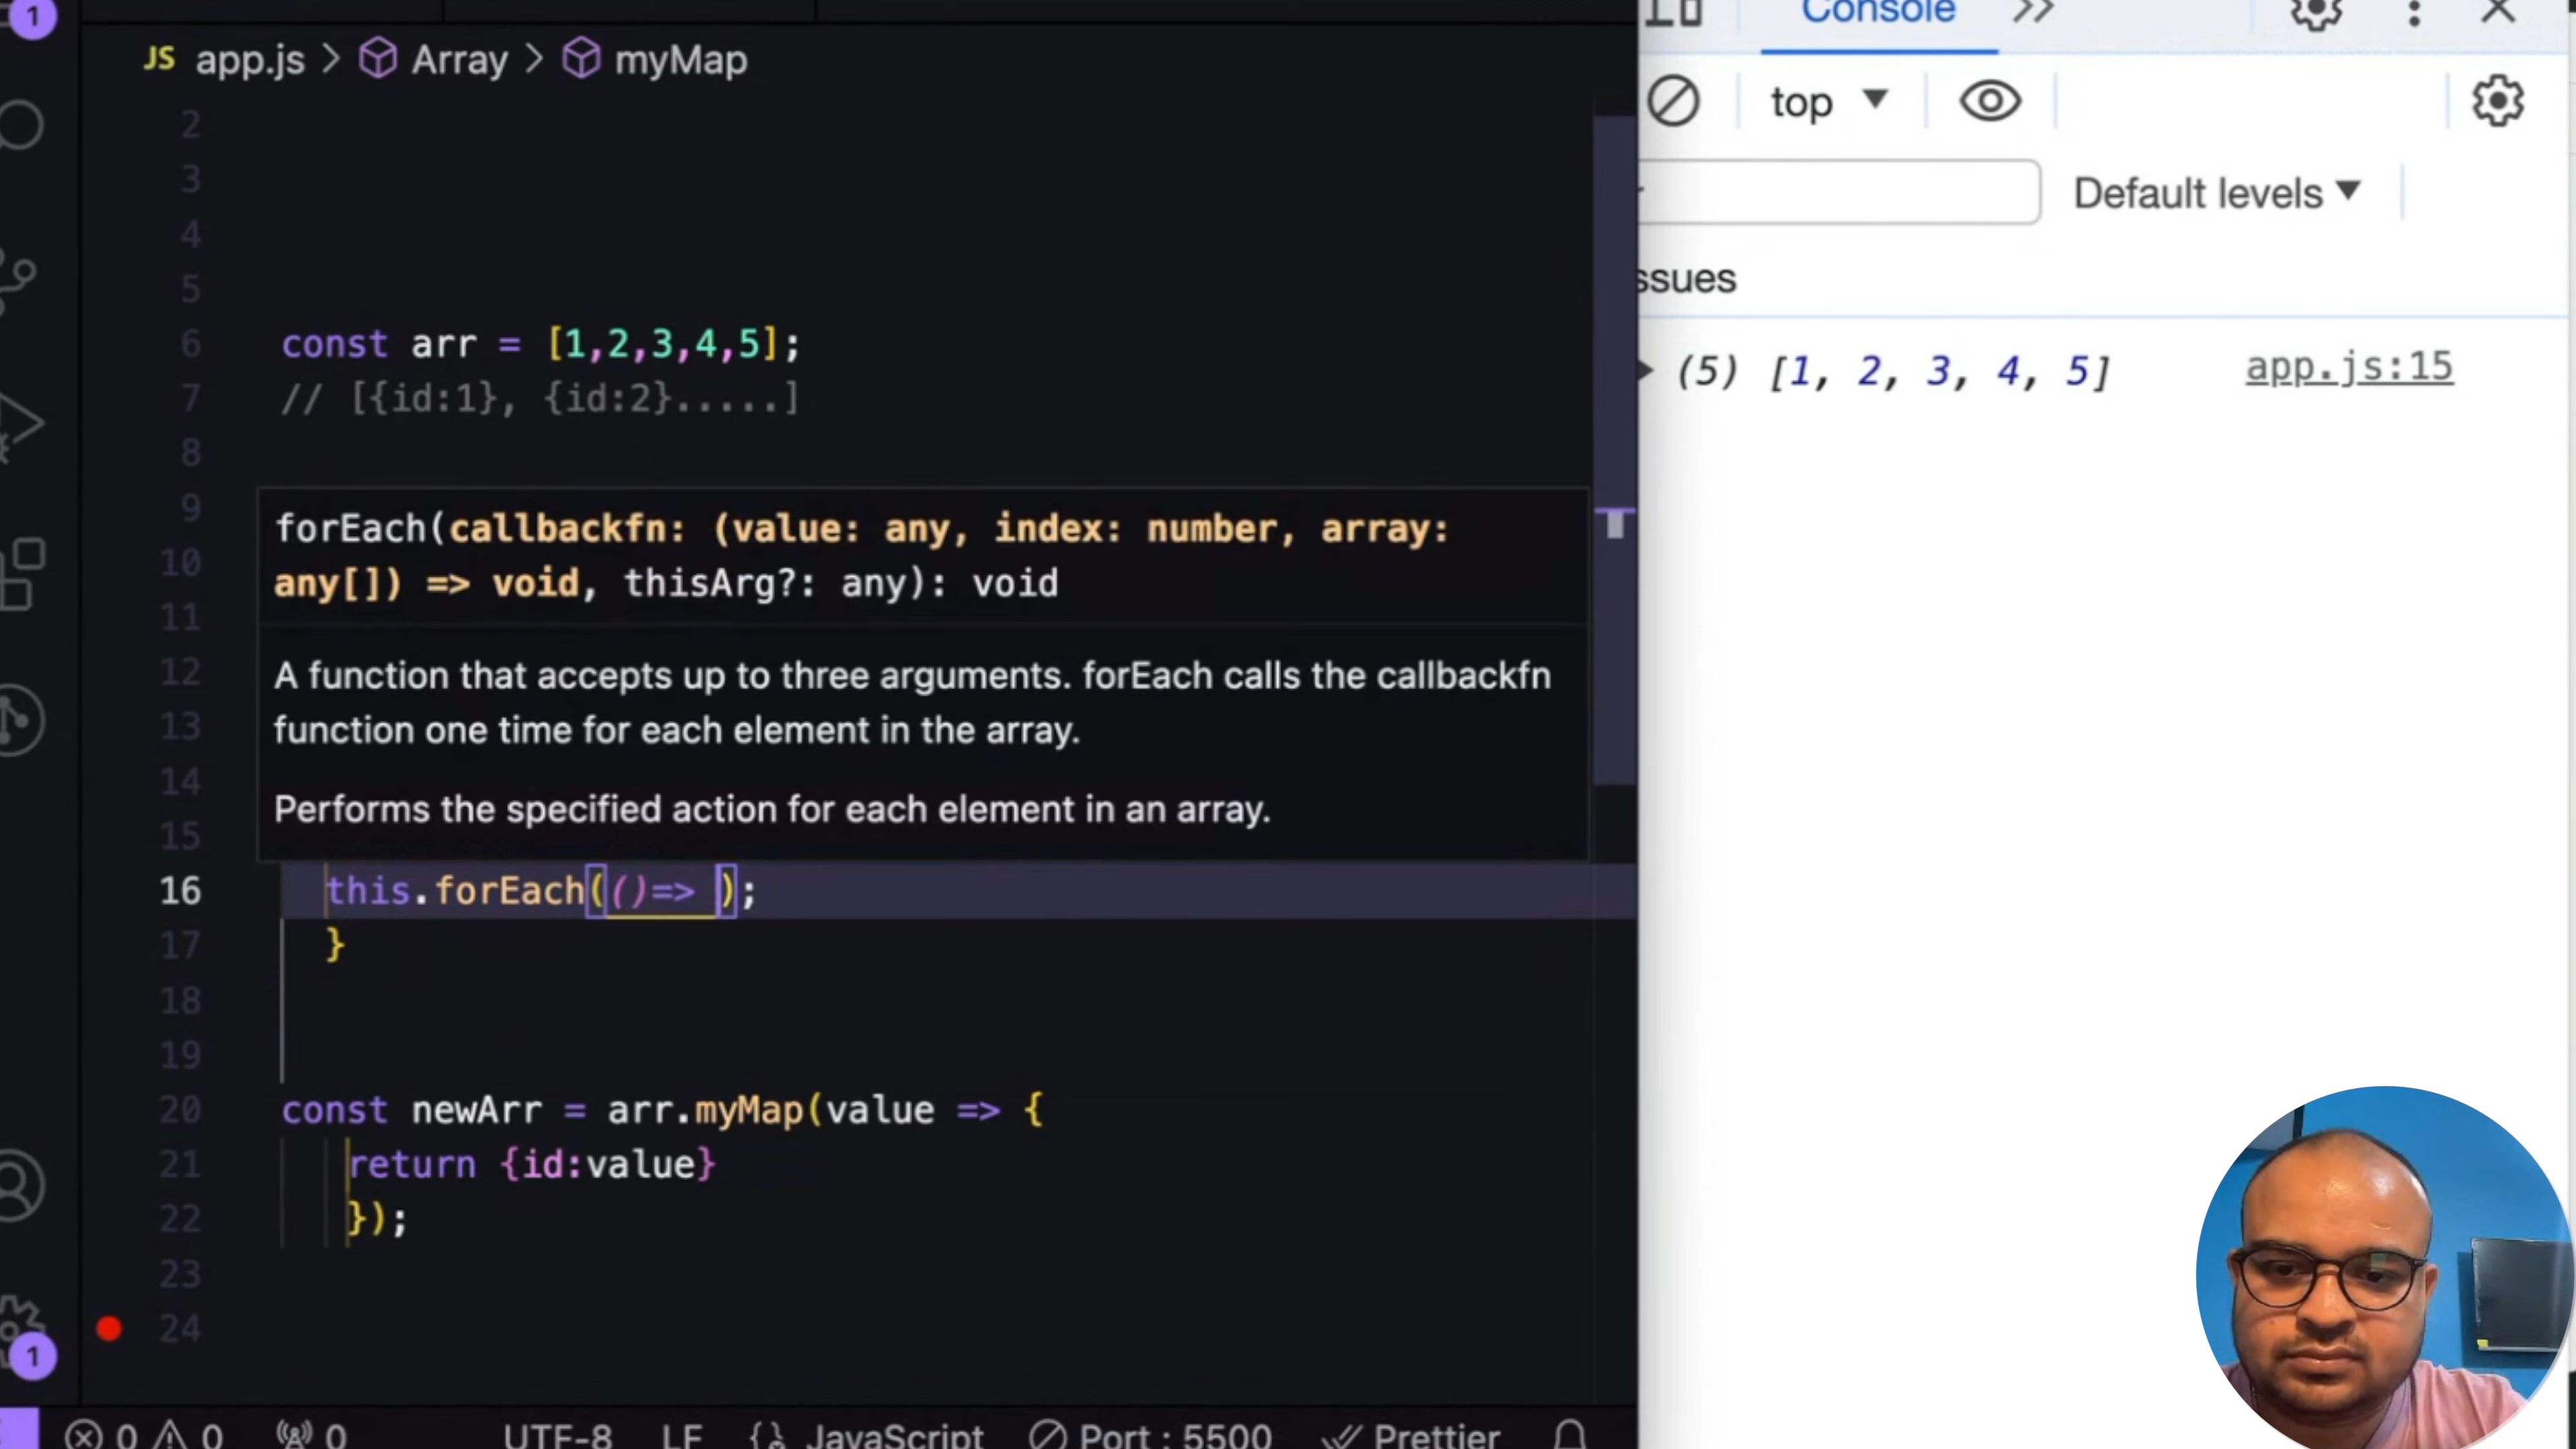 1
JS app.js > Array > myMap
2
3
4
5
6 const arr = [1,2,3,4,5];
7 // [{id:1}, {id:2}.....]
8
9
10
11
12
13
14
15
forEach(callbackfn: (value: any, index: number, array:
any[]) => void, thisArg?: any): void
A function that accepts up to three arguments. forEach calls the callbackfn
function one time for each element in the array.
Performs the specified action for each element in an array.
16 this.forEach(()=> );
17 }
18
19
20 const newArr = arr.myMap(value => {
21 return {id:value}
22 });
23
24
1
0 0 0 UTF-8 LF {} JavaScript Port : 5500 Prettier
Console
top
Default levels
ssues
(5) [1, 2, 3, 4, 5] app.js:15